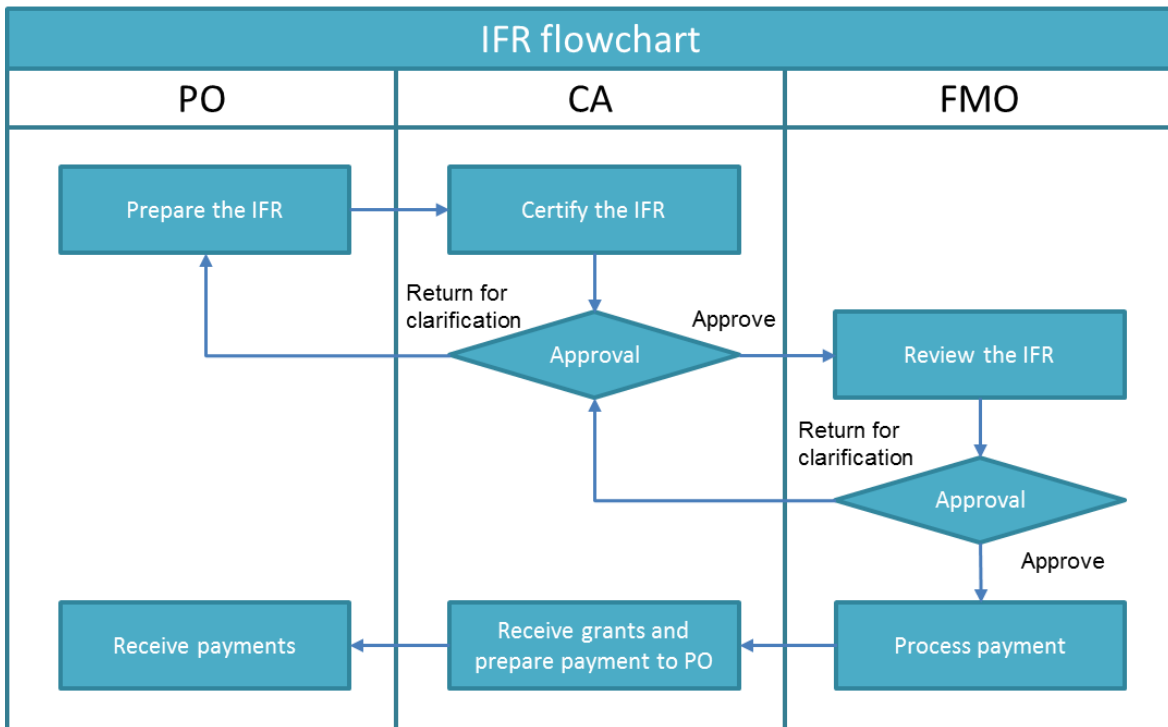 IFR flowchart
PO
CA
FMO
Prepare the IFR
Certify the IFR
Return for
clarification
Approve
Approval
Review the IFR
Return for
clarification
Approval
Approve
Receive payments
Receive grants and
prepare payment to PO
Process payment